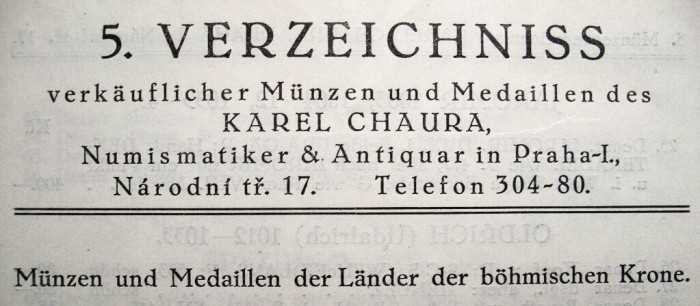 5. VERZEICHNISS
verkäuflicher Münzen und Medaillen des
KAREL CHAURA,
Numismatiker & Antiquar in Praha-I.,
Národní tř. 17. Telefon 304-80.
Münzen und Medaillen der Länder der böhmischen Krone.